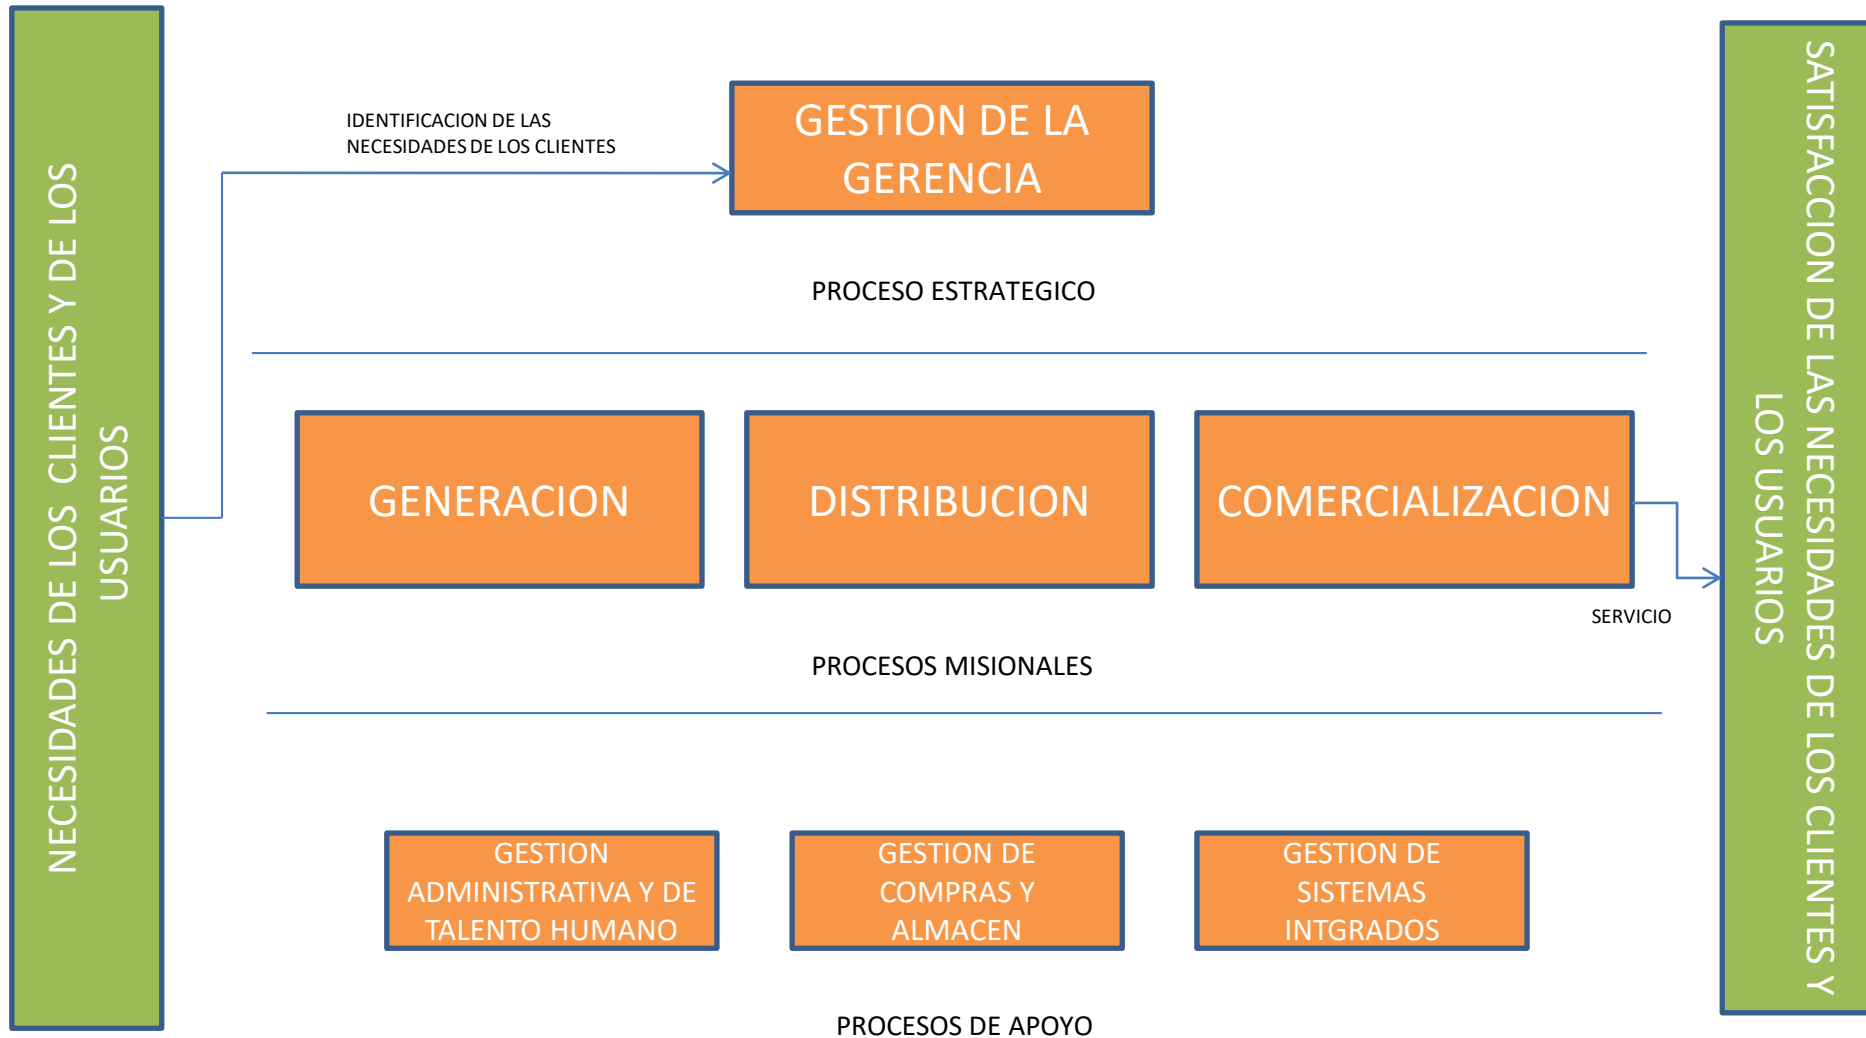 NECESIDADES DE LOS CLIENTES Y DE LOS
USUARIOS
IDENTIFICACION DE LAS
NECESIDADES DE LOS CLIENTES
GESTION DE LA
GERENCIA
PROCESO ESTRATEGICO
GENERACION
DISTRIBUCION
COMERCIALIZACION
SERVICIO
PROCESOS MISIONALES
GESTION
ADMINISTRATIVA Y DE
TALENTO HUMANO
GESTION DE
COMPRAS Y
ALMACEN
GESTION DE
SISTEMAS
INTGRADOS
PROCESOS DE APOYO
SATISFACCION DE LAS NECESIDADES DE LOS CLIENTES Y
LOS USUARIOS